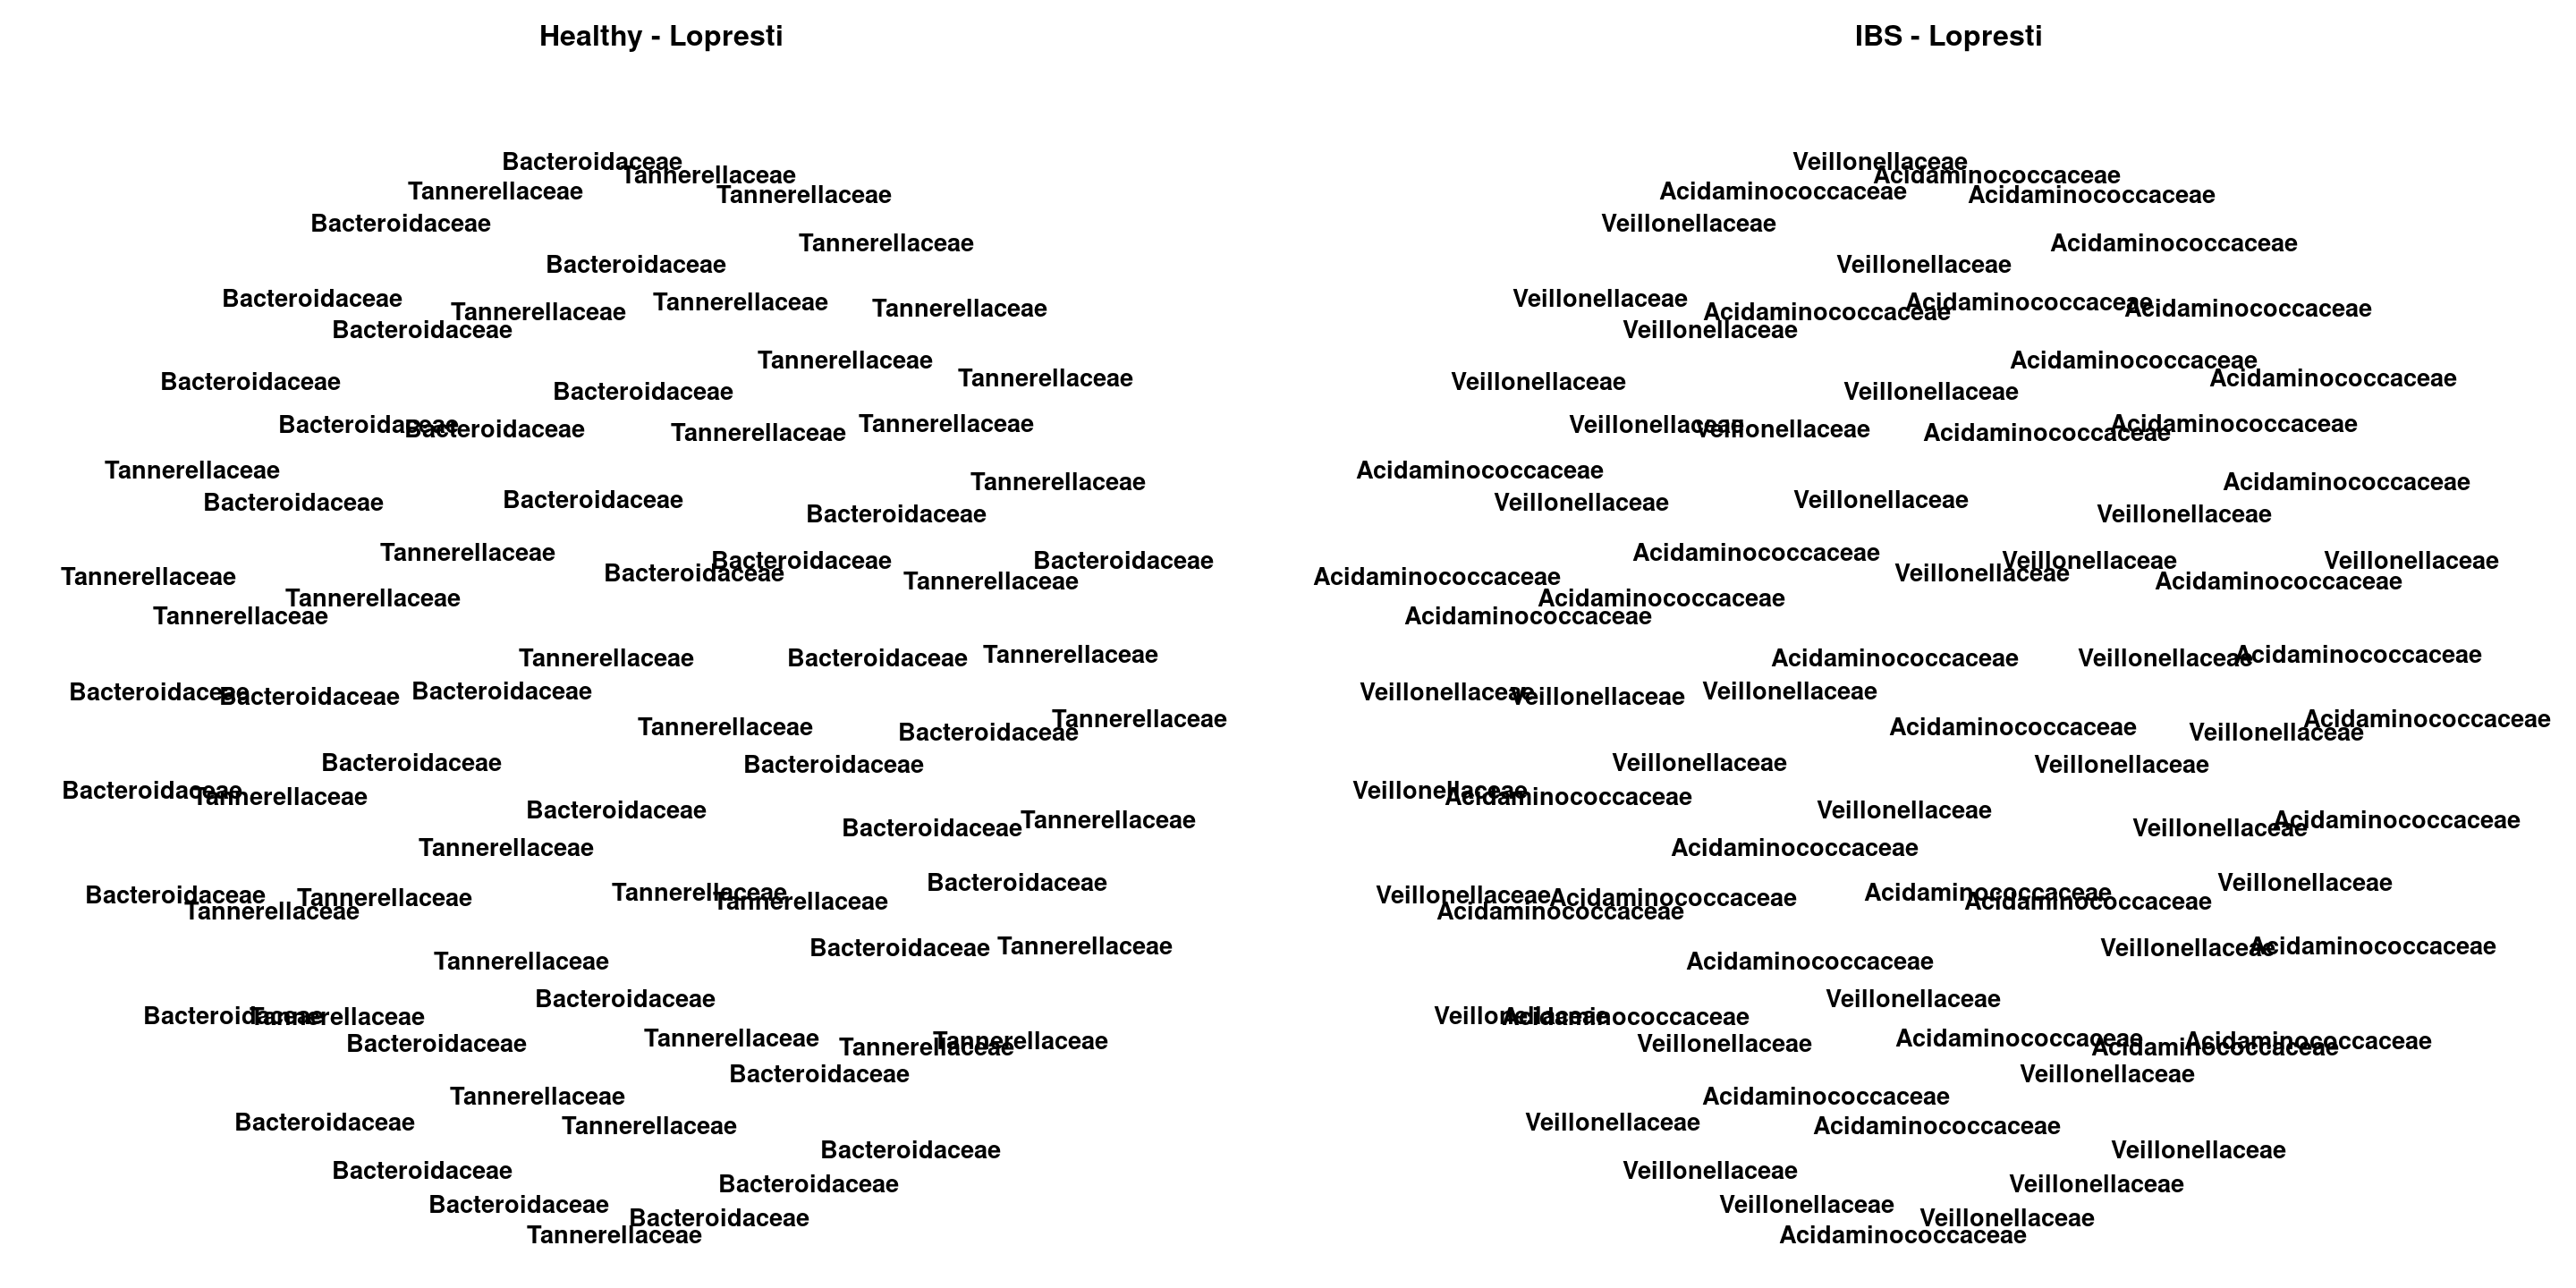 Healthy - Lopresti
Bacteroidaceae
Tannerellaceae
Tannerellaceae
Tannerellaceae
Bacteroidaceae
Tannerellaceae
Bacteroidaceae
Bacteroidaceae
Tannerellaceae
Tannerellaceae
Tannerellaceae
Bacteroidaceae
Tannerellaceae
Tannerellaceae
Bacteroidaceae
Bacteroidaceae
Tannerellaceae
Bacteroidaceae
Bacteroidaceae
Tannerellaceae
Tannerellaceae
Tannerellaceae
Bacteroidaceae
Bacteroidaceae
Bacteroidaceae
Tannerellaceae
Bacteroidaceae
Bacteroidaceae
Bacteroidaceae
Tannerellaceae
Tannerellaceae
Tannerellaceae
Tannerellaceae
Tannerellaceae
Bacteroidaceae
Tannerellaceae
Bacteroidaceae
Bacteroidaceae
Bacteroidaceae
Tannerellaceae
Tannerellaceae
Bacteroidaceae
Bacteroidaceae
Bacteroidaceae
Bacteroidaceae
Tannerellaceae
Bacteroidaceae
Tannerellaceae
Bacteroidaceae
Tannerellaceae
Bacteroidaceae
Tannerellaceae
Bacteroidaceae
Tannerellaceae
Tannerellaceae
Tannerellaceae
Bacteroidaceae
Tannerellaceae
Tannerellaceae
Bacteroidaceae
Bacteroidaceae
Tannerellaceae
Tannerellaceae
Tannerellaceae
Bacteroidaceae
Tannerellaceae
Bacteroidaceae
Tannerellaceae
Bacteroidaceae
Tannerellaceae
Bacteroidaceae
Bacteroidaceae
Bacteroidaceae
Bacteroidaceae
Bacteroidaceae
Tannerellaceae
IBS - Lopresti
Veillonellaceae
Acidaminococcaceae
Acidaminococcaceae
Acidaminococcaceae
Veillonellaceae
Acidaminococcaceae
Veillonellaceae
Veillonellaceae
Acidaminococcaceae
Acidaminococcaceae
Acidaminococcaceae
Veillonellaceae
Acidaminococcaceae
Acidaminococcaceae
Veillonellaceae
Veillonellaceae
Acidaminococcaceae
Veillonellaceae
Veillonellaceae
Acidaminococcaceae
Acidaminococcaceae
Acidaminococcaceae
Veillonellaceae
Veillonellaceae
Veillonellaceae
Acidaminococcaceae
Veillonellaceae
Veillonellaceae
Veillonellaceae
Acidaminococcaceae
Acidaminococcaceae
Acidaminococcaceae
Acidaminococcaceae
Acidaminococcaceae
Veillonellaceae
Acidaminococcaceae
Veillonellaceae
Veillonellaceae
Veillonellaceae
Acidaminococcaceae
Acidaminococcaceae
Veillonellaceae
Veillonellaceae
Veillonellaceae
Veillonellaceae
Acidaminococcaceae
Veillonellaceae
Acidaminococcaceae
Veillonellaceae
Acidaminococcaceae
Veillonellaceae
Acidaminococcaceae
Veillonellaceae
Acidaminococcaceae
Acidaminococcaceae
Acidaminococcaceae
Veillonellaceae
Acidaminococcaceae
Acidaminococcaceae
Veillonellaceae
Veillonellaceae
Acidaminococcaceae
Acidaminococcaceae
Acidaminococcaceae
Veillonellaceae
Acidaminococcaceae
Veillonellaceae
Acidaminococcaceae
Veillonellaceae
Acidaminococcaceae
Veillonellaceae
Veillonellaceae
Veillonellaceae
Veillonellaceae
Veillonellaceae
Acidaminococcaceae